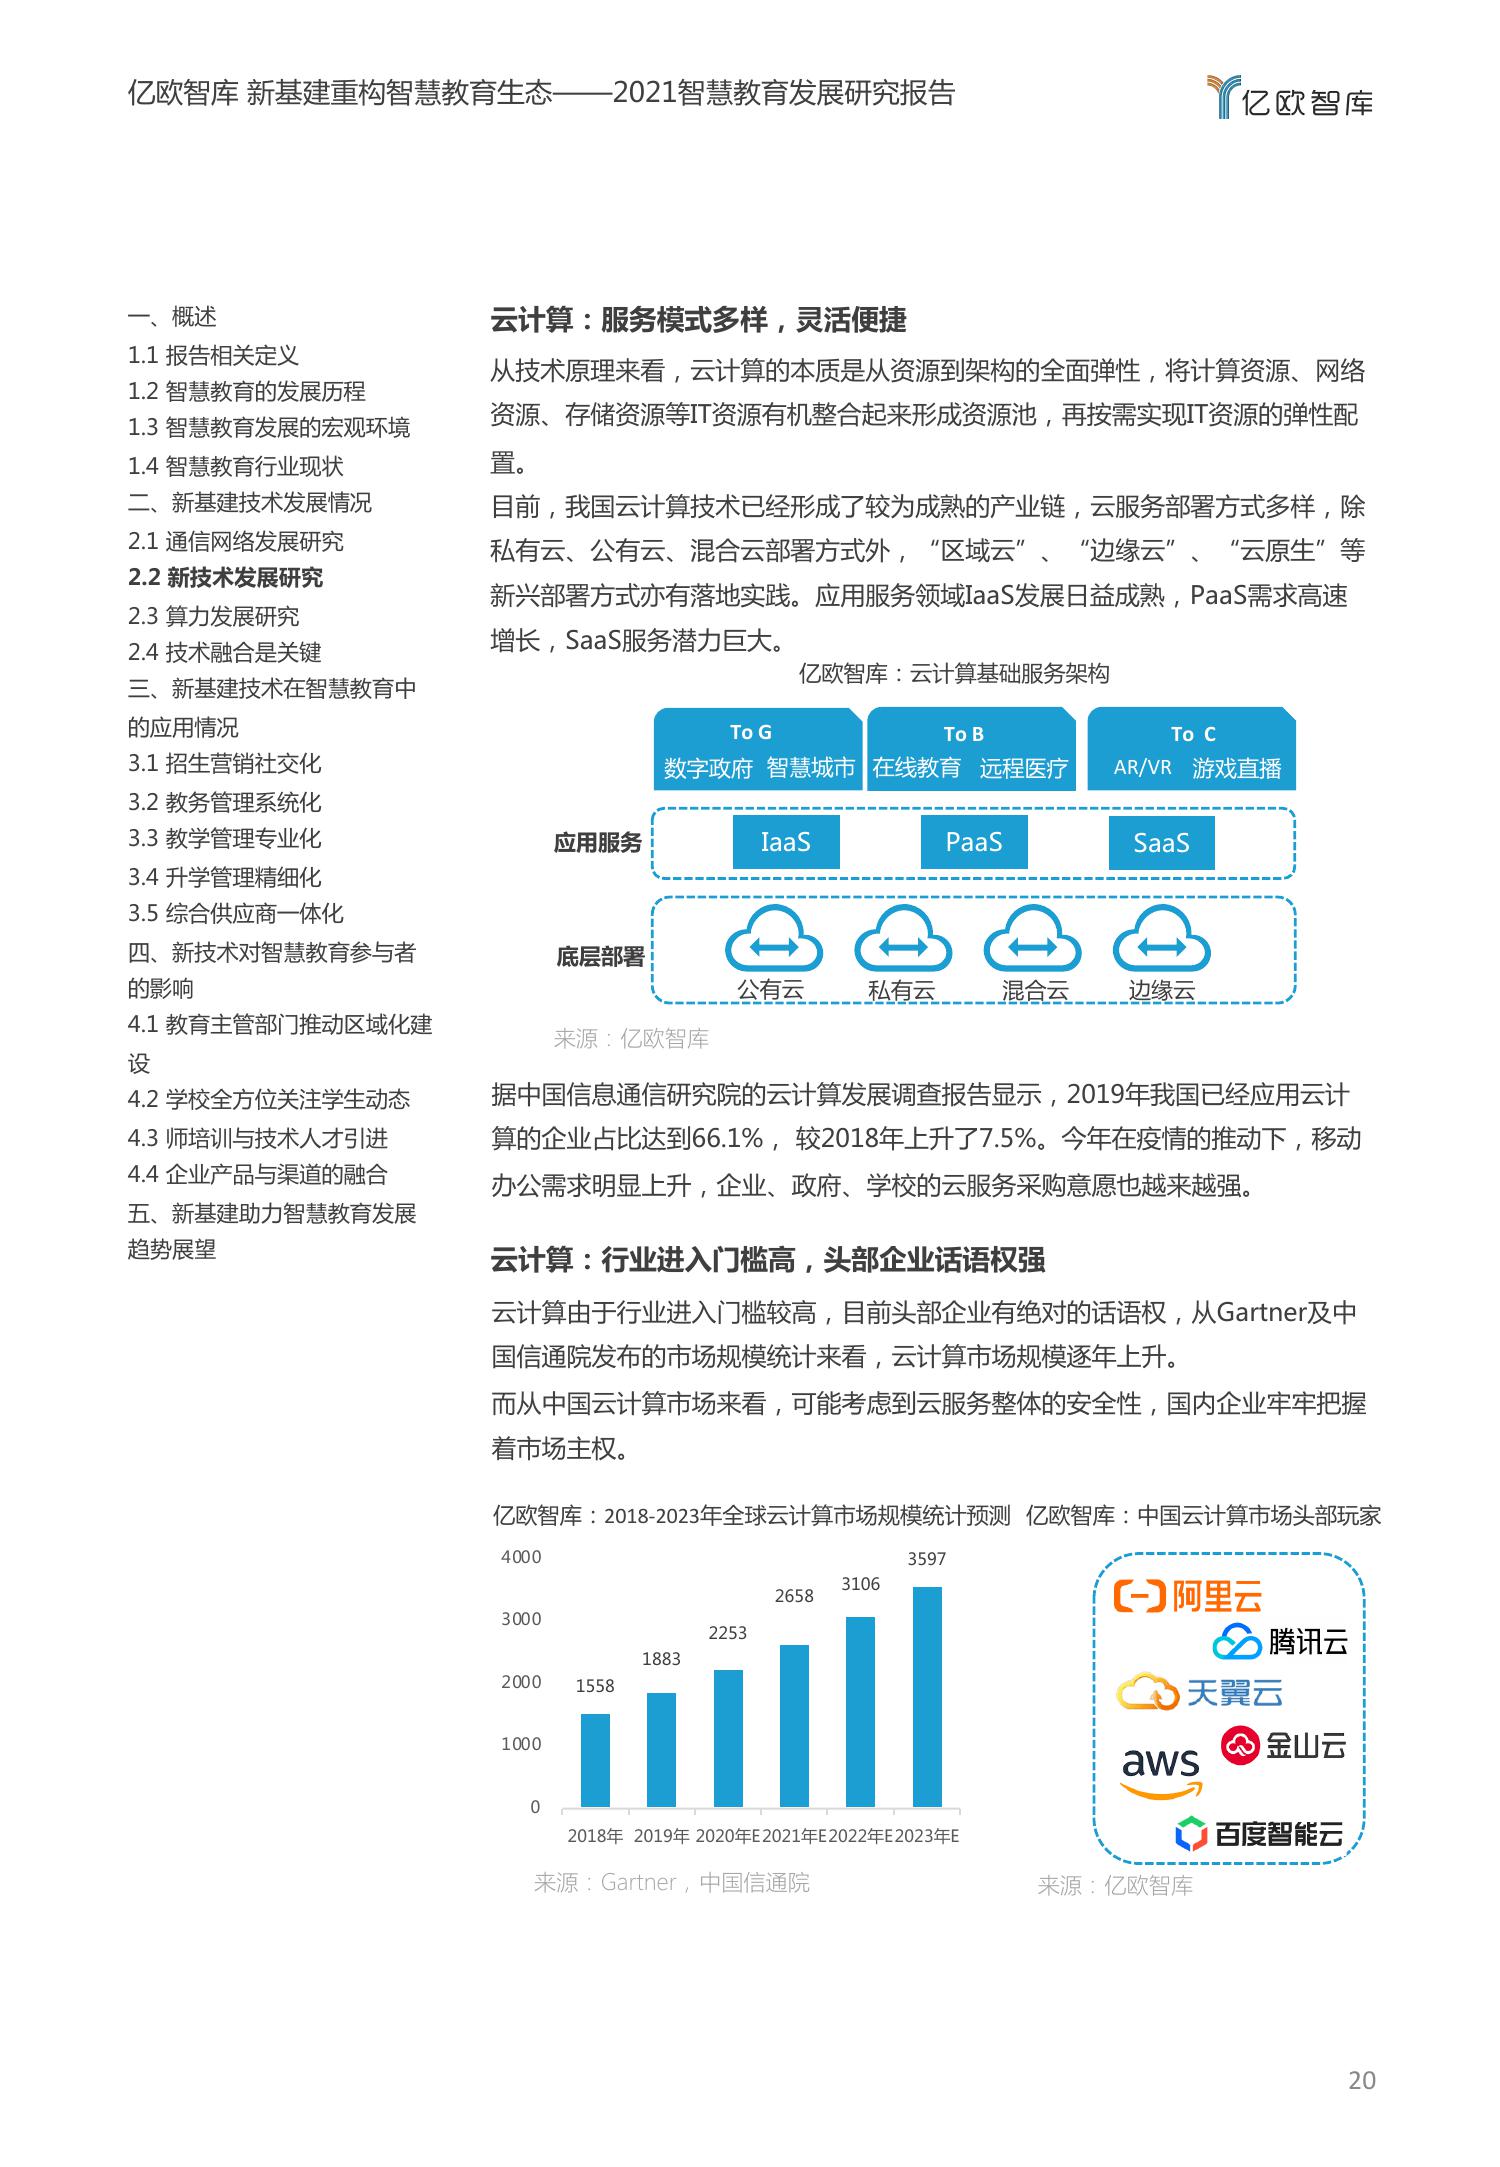 亿欧智库 新基建重构智慧教育生态——2021智慧教育发展研究报告
亿欧智库
一、概述
1.1 报告相关定义
1.2 智慧教育的发展历程
1.3 智慧教育发展的宏观环境
1.4 智慧教育行业现状
二、新基建技术发展情况
2.1 通信网络发展研究
2.2 新技术发展研究
2.3 算力发展研究
2.4 技术融合是关键
三、新基建技术在智慧教育中
的应用情况
3.1 招生营销社交化
3.2 教务管理系统化
3.3 教学管理专业化
3.4 升学管理精细化
3.5 综合供应商一体化
四、新技术对智慧教育参与者
的影响
4.1 教育主管部门推动区域化建
设
4.2 学校全方位关注学生动态
4.3 师培训与技术人才引进
4.4 企业产品与渠道的融合
五、新基建助力智慧教育发展
趋势展望
云计算：服务模式多样，灵活便捷
从技术原理来看，云计算的本质是从资源到架构的全面弹性，将计算资源、网络
资源、存储资源等IT资源有机整合起来形成资源池，再按需实现IT资源的弹性配
置。
目前，我国云计算技术已经形成了较为成熟的产业链，云服务部署方式多样，除
私有云、公有云、混合云部署方式外，“区域云”、“边缘云”、“云原生”等
新兴部署方式亦有落地实践。应用服务领域IaaS发展日益成熟，PaaS需求高速
增长，SaaS服务潜力巨大。
亿欧智库：云计算基础服务架构
To G
数字政府 智慧城市
To B
在线教育 远程医疗
To C
AR/VR 游戏直播
应用服务
IaaS
PaaS
SaaS
底层部署
公有云
私有云
混合云
边缘云
来源：亿欧智库
据中国信息通信研究院的云计算发展调查报告显示，2019年我国已经应用云计
算的企业占比达到66.1%， 较2018年上升了7.5%。今年在疫情的推动下，移动
办公需求明显上升，企业、政府、学校的云服务采购意愿也越来越强。
云计算：行业进入门槛高，头部企业话语权强
云计算由于行业进入门槛较高，目前头部企业有绝对的话语权，从Gartner及中
国信通院发布的市场规模统计来看，云计算市场规模逐年上升。
而从中国云计算市场来看，可能考虑到云服务整体的安全性，国内企业牢牢把握
着市场主权。
亿欧智库：2018-2023年全球云计算市场规模统计预测
4000
3000
2000
1000
0
1558
1883
2253
2658
3106
3597
2018年 2019年 2020年E 2021年E 2022年E 2023年E
来源：Gartner，中国信通院
亿欧智库：中国云计算市场头部玩家
阿里云
腾讯云
天翼云
金山云
aws
百度智能云
来源：亿欧智库
20